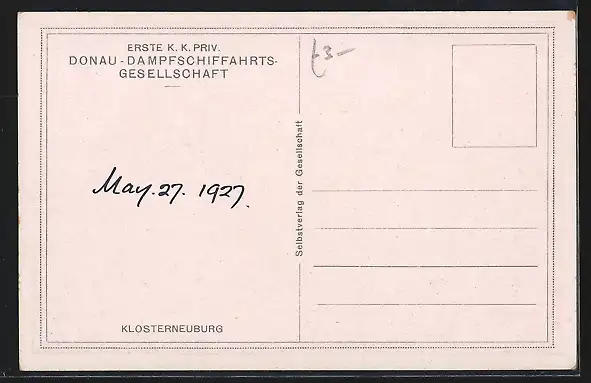 ERSTE K. K. PRIV.
DONAU-DAMPFSCHIFFAHRTS-
GESELLSCHAFT
May. 27. 1927.
KLOSTERNEUBURG
Selbstverlag der Gesellschaft